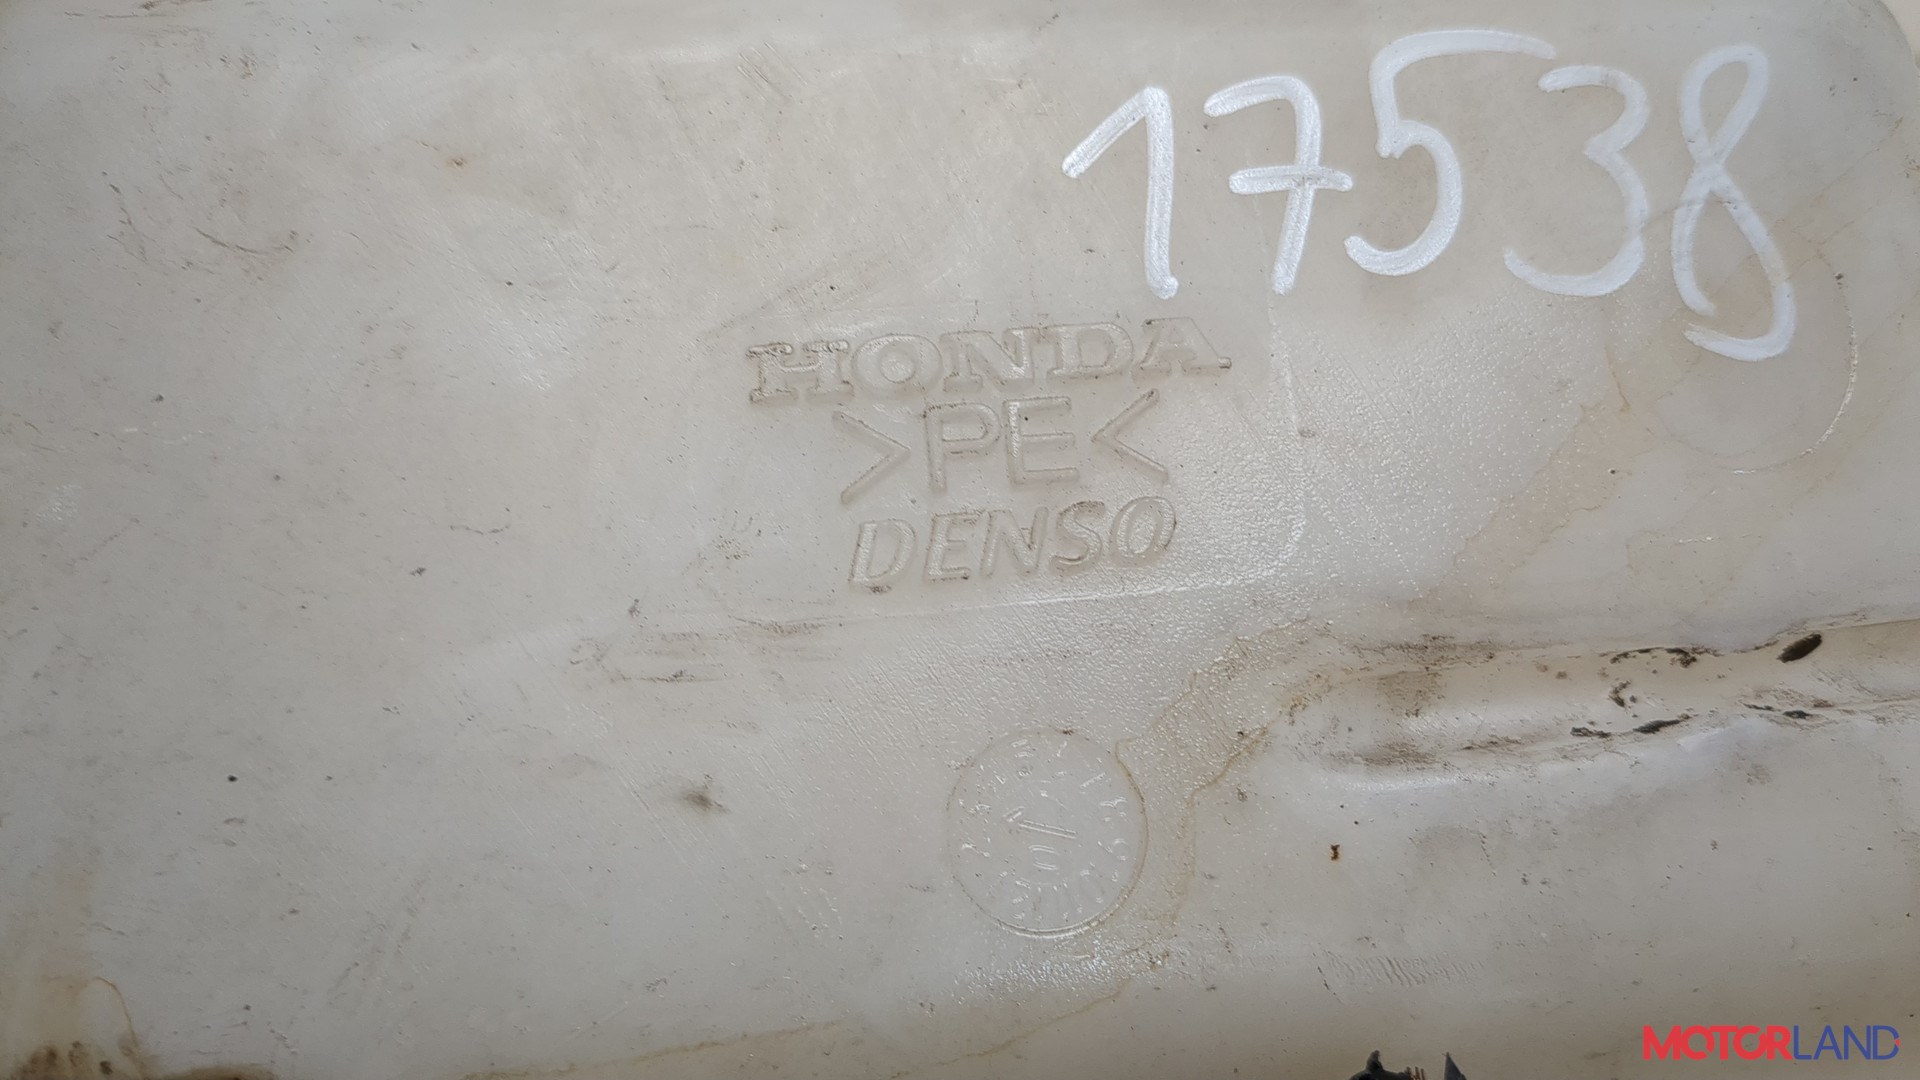 17538
HONDA
>PE<
DENSO
MOTORLAND